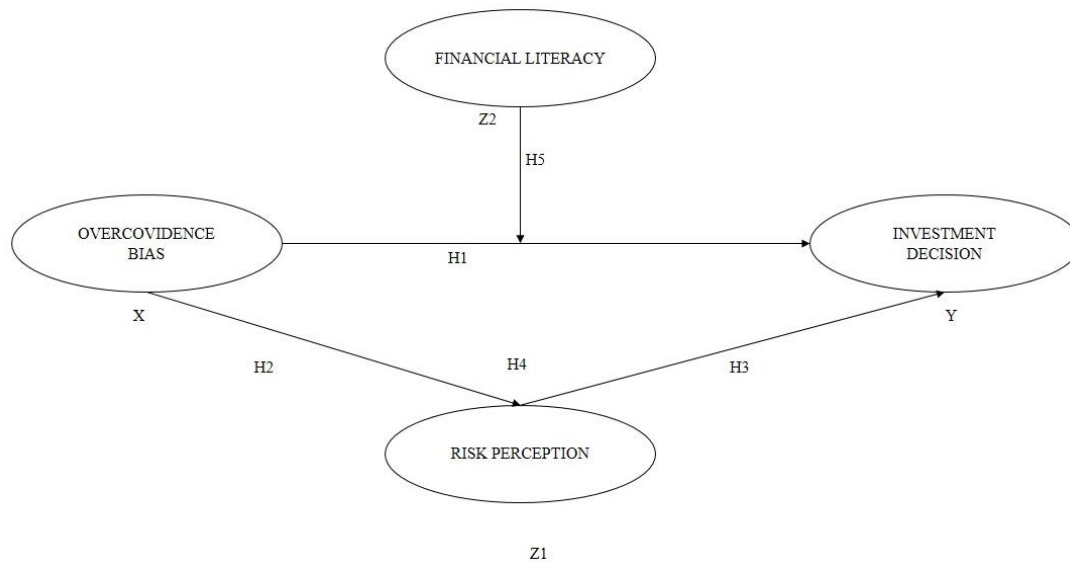 FINANCIAL LITERACY
Z2
H5
OVERCOVIDENCE
BIAS
INVESTMENT
DECISION
H1
X
Y
H2
H4
H3
RISK PERCEPTION
Z1